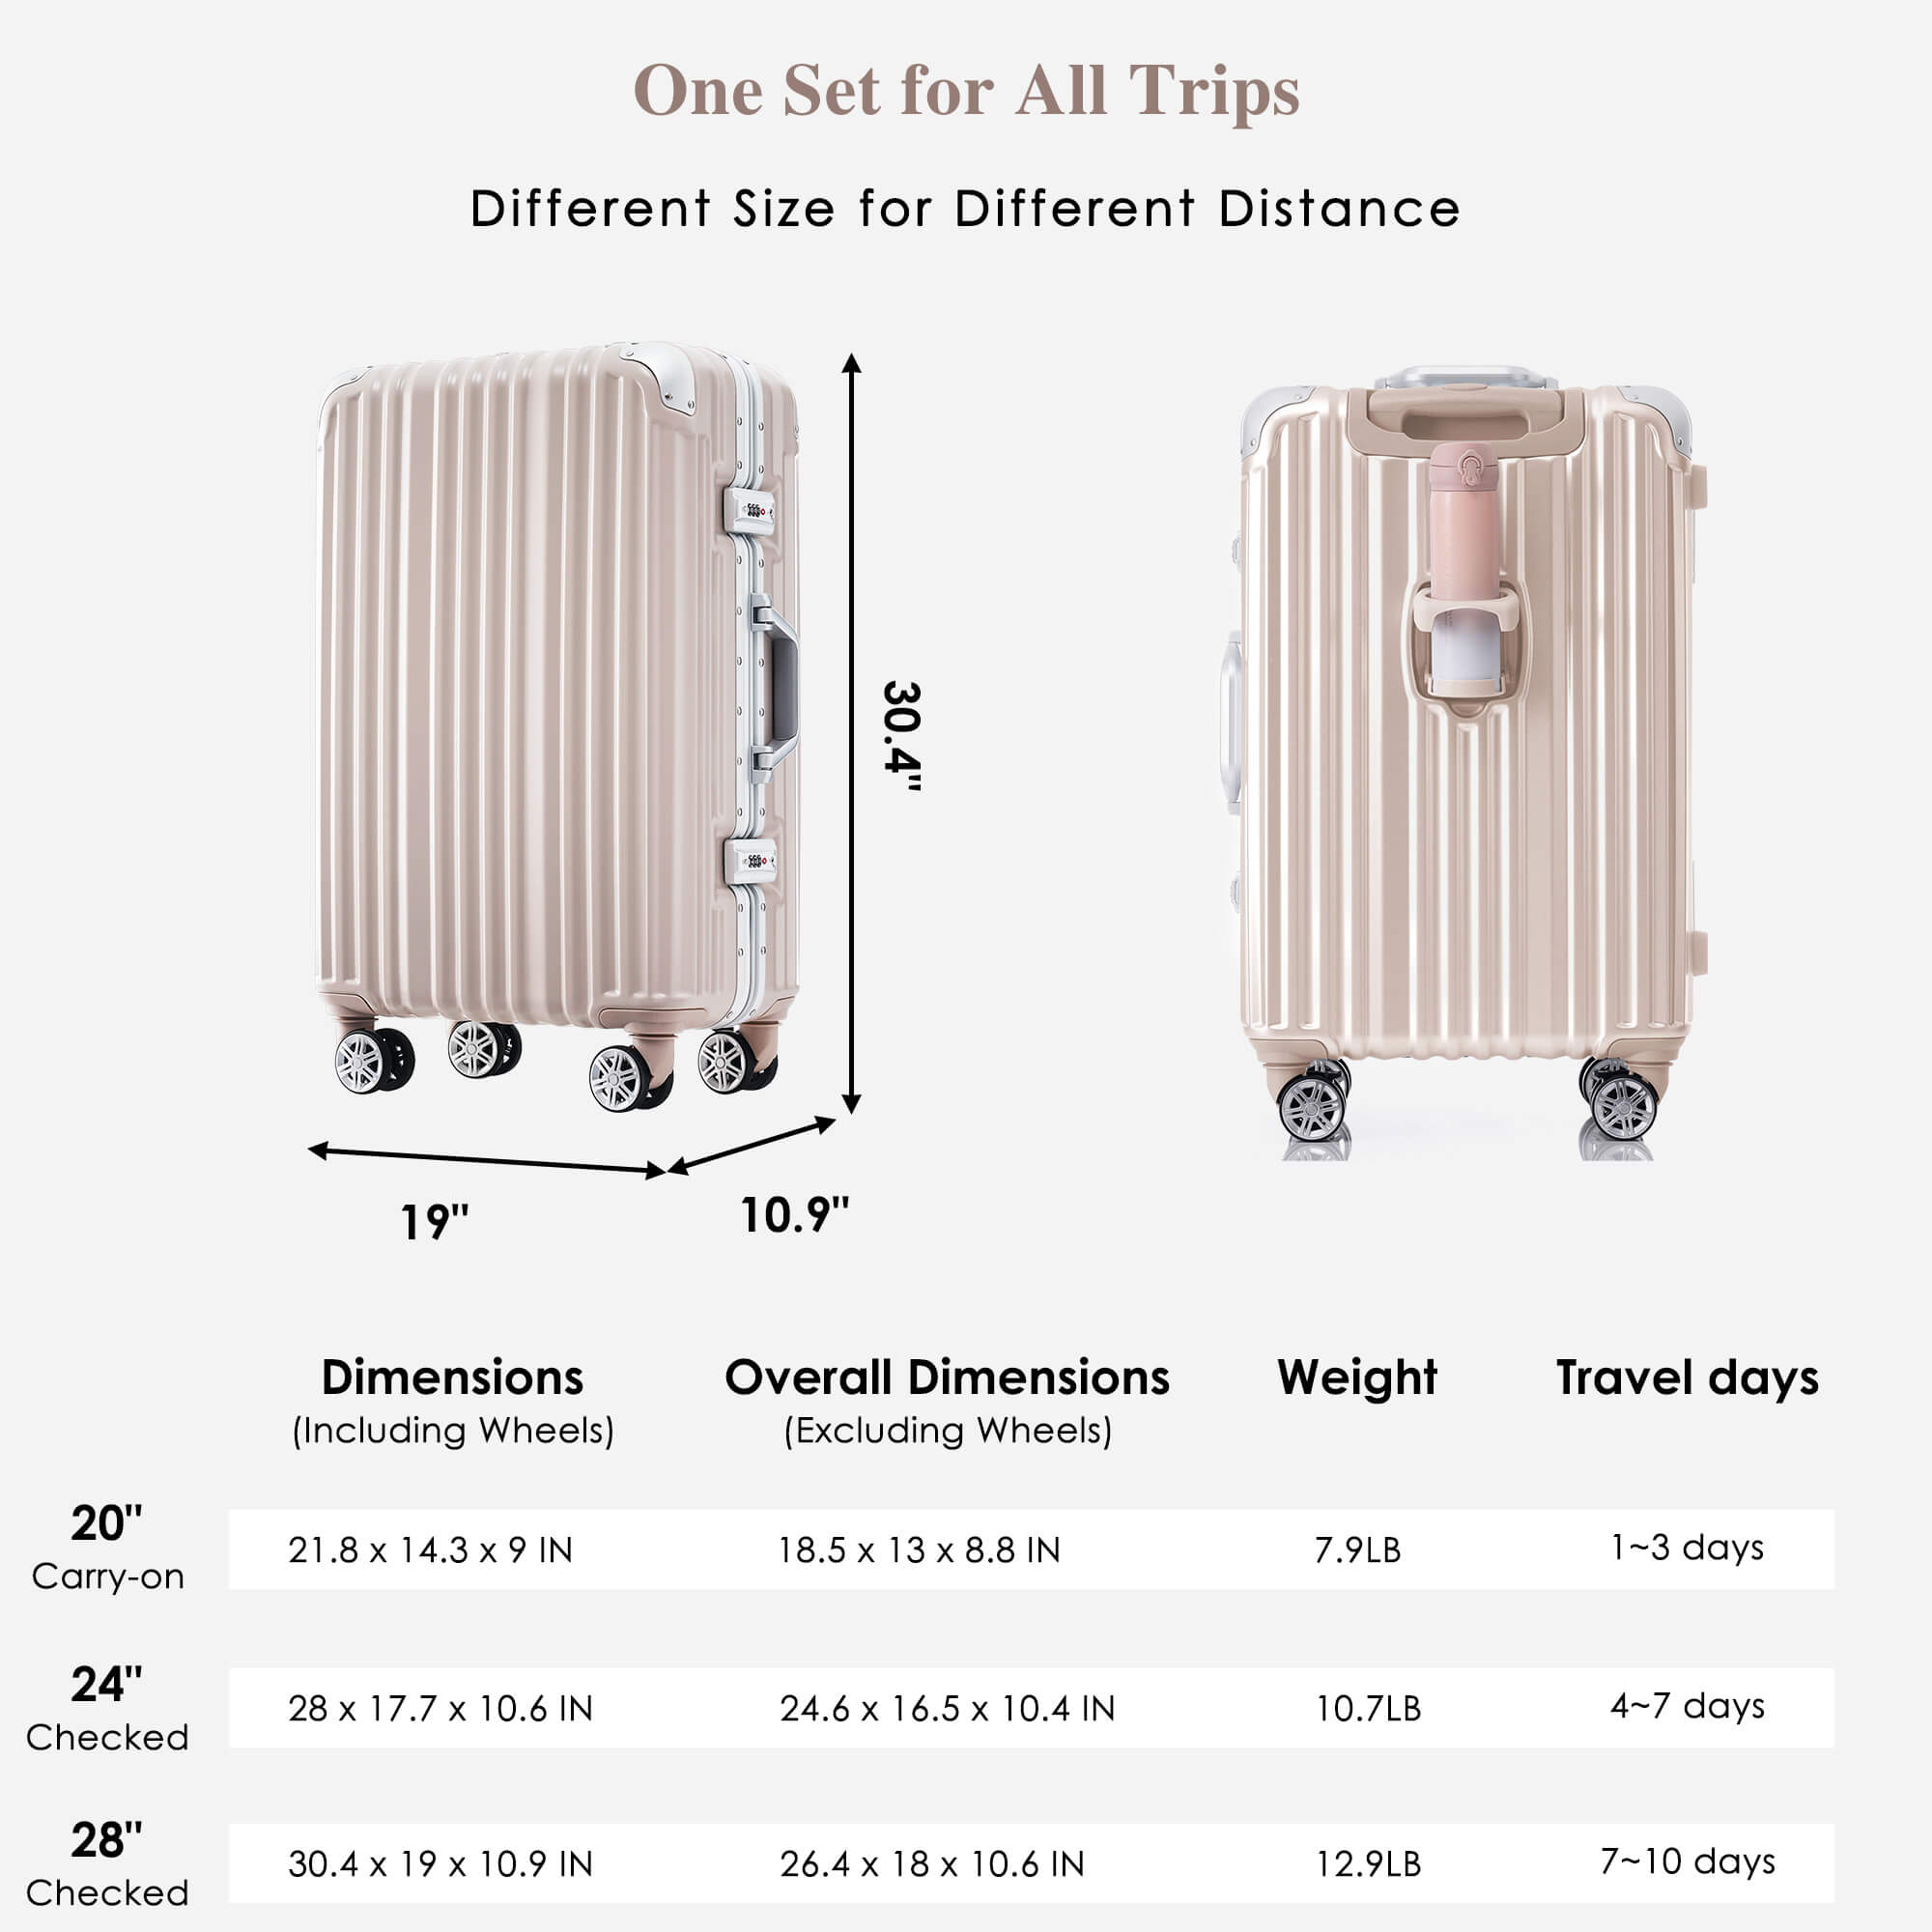 One Set for All Trips
Different Size for Different Distance
30.4"
19"
10.9"
Dimensions Overall Dimensions Weight Travel days
(Including Wheels) (Excluding Wheels)
20"
Carry-on
21.8 x 14.3 x 9 IN 18.5 x 13 x 8.8 IN 7.9LB 1~3 days
24"
Checked
28 x 17.7 x 10.6 IN 24.6 x 16.5 x 10.4 IN 10.7LB 4~7 days
28"
Checked
30.4 x 19 x 10.9 IN 26.4 x 18 x 10.6 IN 12.9LB 7~10 days